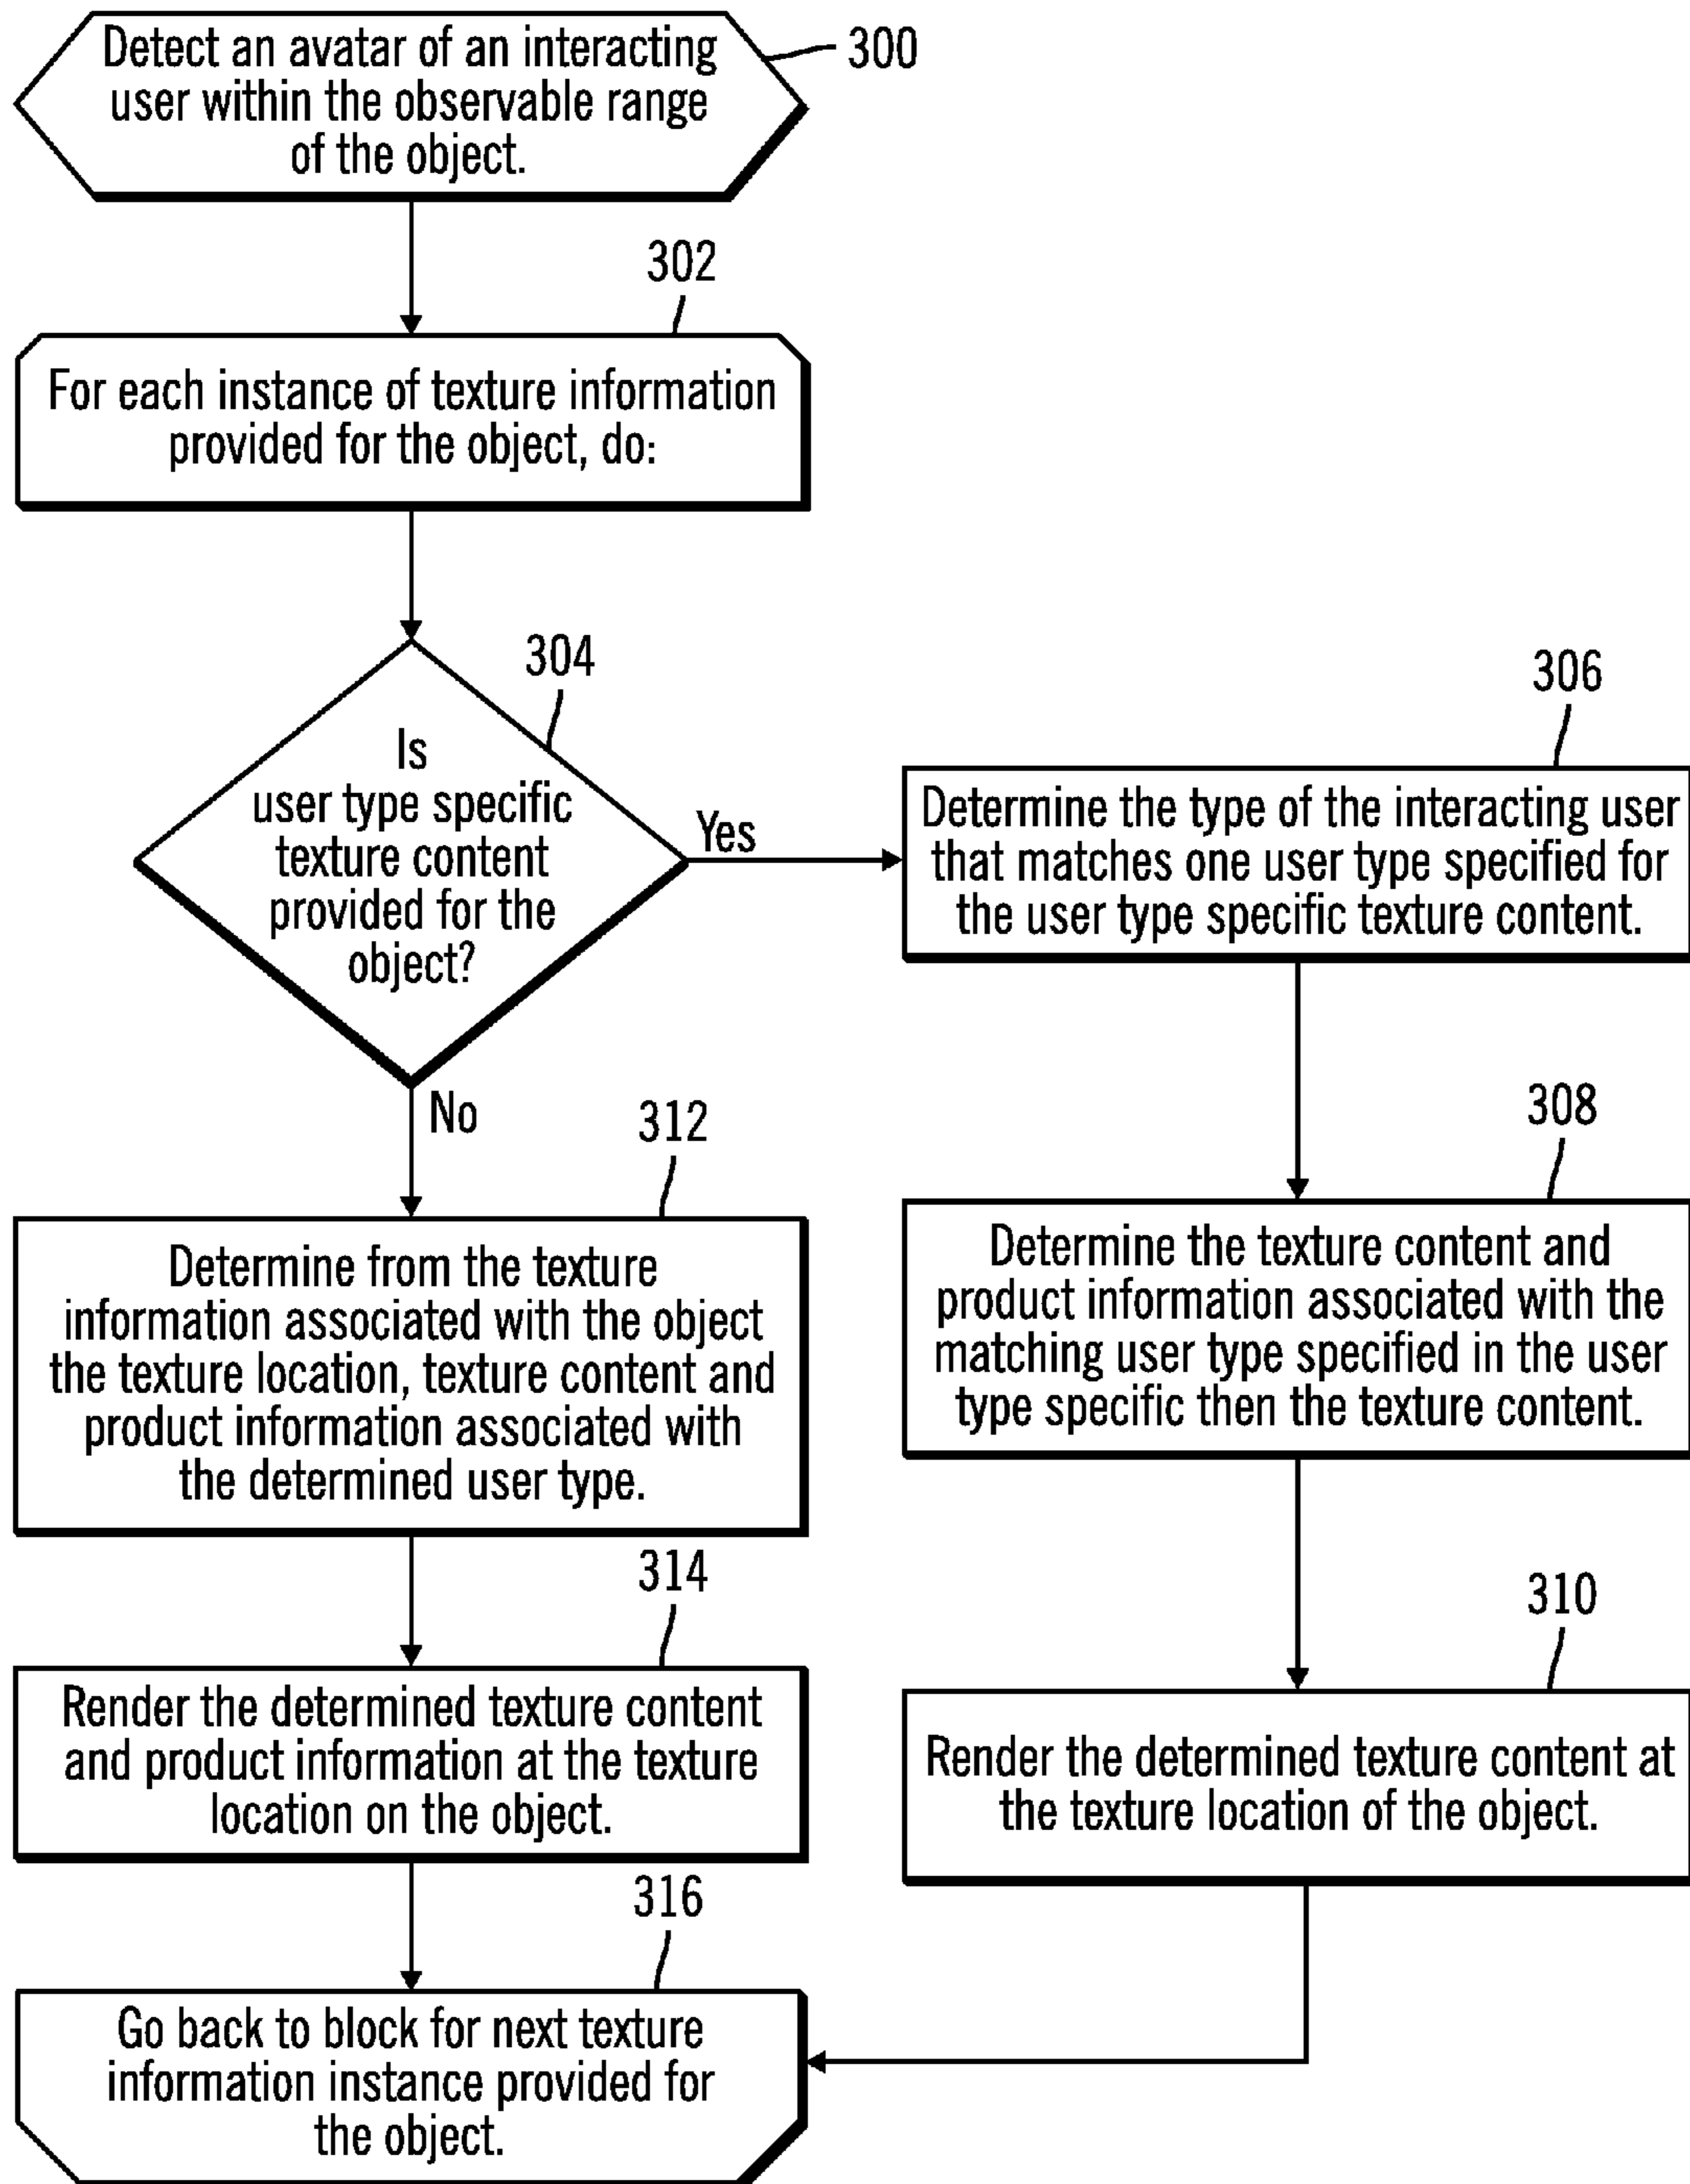 Detect an avatar of an interacting
user within the observable range
of the object.
300
302
For each instance of texture information
provided for the object, do:
304
Is
user type specific
texture content
provided for the
object?
Yes
No
306
Determine the type of the interacting user
that matches one user type specified for
the user type specific texture content.
308
Determine the texture content and
product information associated with the
matching user type specified in the user
type specific then the texture content.
310
Render the determined texture content at
the texture location of the object.
312
Determine from the texture
information associated with the object
the texture location, texture content and
product information associated with
the determined user type.
314
Render the determined texture content
and product information at the texture
location on the object.
316
Go back to block for next texture
information instance provided for
the object.